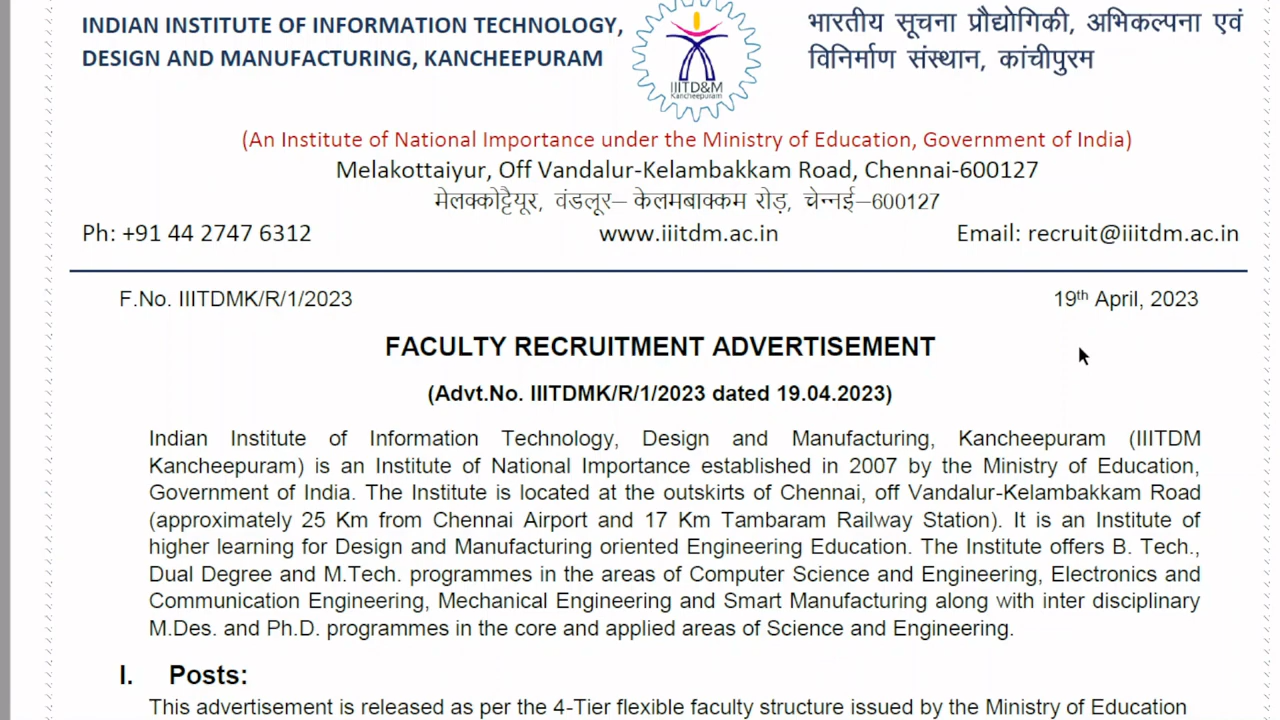 INDIAN INSTITUTE OF INFORMATION TECHNOLOGY,
DESIGN AND MANUFACTURING, KANCHEEPURAM
IIITD&M
Kancheepuram
भारतीय सूचना प्रौद्योगिकी, अभिकल्पना एवं
विनिर्माण संस्थान, कांचीपुरम
(An Institute of National Importance under the Ministry of Education, Government of India)
Melakottaiyur, Off Vandalur-Kelambakkam Road, Chennai-600127
मेलक्कोट्टैयूर, वंडलूर– केलमबाक्कम रोड़, चेन्नई–600127
Ph: +91 44 2747 6312 www.iiitdm.ac.in Email: recruit@iiitdm.ac.in
F.No. IIITDMK/R/1/2023 19th April, 2023
FACULTY RECRUITMENT ADVERTISEMENT
(Advt.No. IIITDMK/R/1/2023 dated 19.04.2023)
Indian Institute of Information Technology, Design and Manufacturing, Kancheepuram (IIITDM
Kancheepuram) is an Institute of National Importance established in 2007 by the Ministry of Education,
Government of India. The Institute is located at the outskirts of Chennai, off Vandalur-Kelambakkam Road
(approximately 25 Km from Chennai Airport and 17 Km Tambaram Railway Station). It is an Institute of
higher learning for Design and Manufacturing oriented Engineering Education. The Institute offers B. Tech.,
Dual Degree and M.Tech. programmes in the areas of Computer Science and Engineering, Electronics and
Communication Engineering, Mechanical Engineering and Smart Manufacturing along with inter disciplinary
M.Des. and Ph.D. programmes in the core and applied areas of Science and Engineering.
I. Posts:
This advertisement is released as per the 4-Tier flexible faculty structure issued by the Ministry of Education